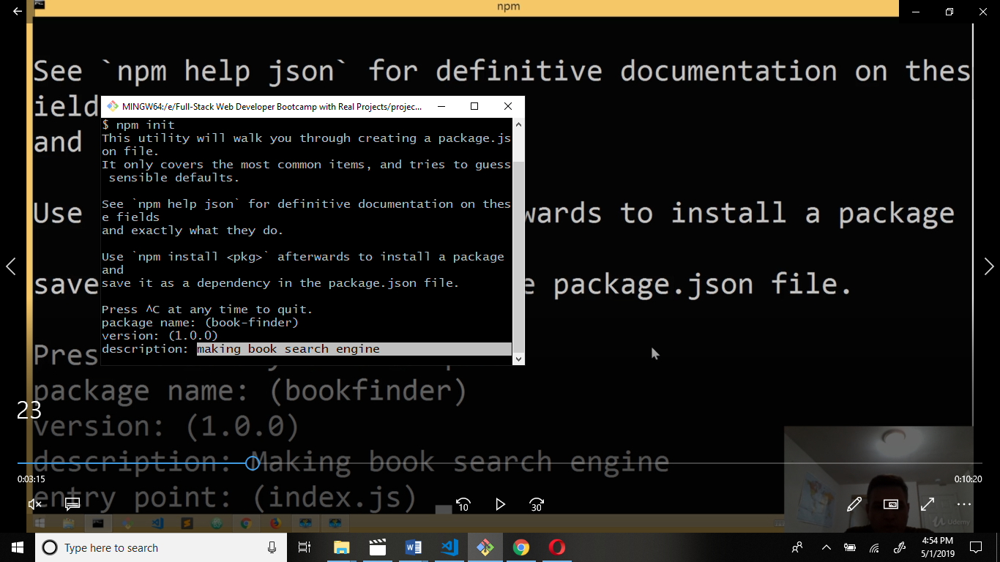 npm
See `npm help json` for definitive documentation on thes
ield
and
Use
wards to install a package
save
e package.json file.
Pres
package name: (bookfinder)
version: (1.0.0)
description: Making book search engine
entry point: (index.js)
MINGW64:/e/Full-Stack Web Developer Bootcamp with Real Projects/projec...
$ npm init
This utility will walk you through creating a package.js
on file.
It only covers the most common items, and tries to guess
 sensible defaults.
See `npm help json` for definitive documentation on thes
e fields
and exactly what they do.
Use `npm install <pkg>` afterwards to install a package
and
save it as a dependency in the package.json file.
Press ^C at any time to quit.
package name: (book-finder)
version: (1.0.0)
description: making book search engine
23
0:03:15
0:10:20
10
30
Udemy
Type here to search
4:54 PM
5/1/2019